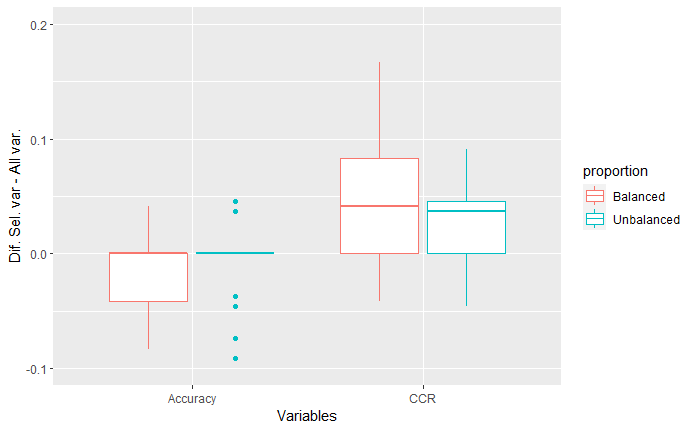 0.2
0.1
0.0
-0.1
Dif. Sel. var - All var.
Accuracy
CCR
Variables
proportion
Balanced
Unbalanced